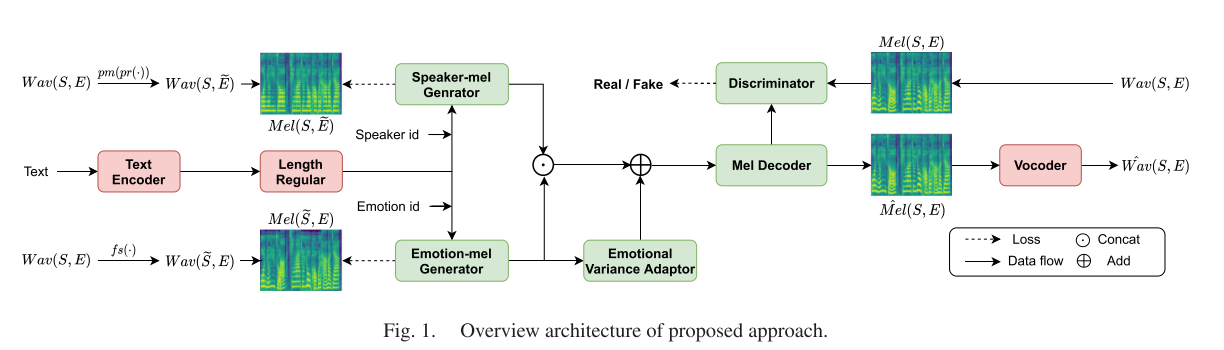 Wav(S, E)
pm(pr(·))
Wav(S, Ẽ)
Mel(S, Ẽ)
Speaker-mel
Genrator
Real / Fake
Discriminator
Mel(S, E)
Wav(S, E)
Speaker id
Text
Text
Encoder
Length
Regular
Emotion id
Mel Decoder
M̂el(S, E)
Vocoder
Ŵav(S, E)
Wav(S, E)
fs(·)
Wav(S̃, E)
Mel(S̃, E)
Emotion-mel
Generator
Emotional
Variance Adaptor
Loss
Concat
Data flow
Add
Fig. 1. Overview architecture of proposed approach.